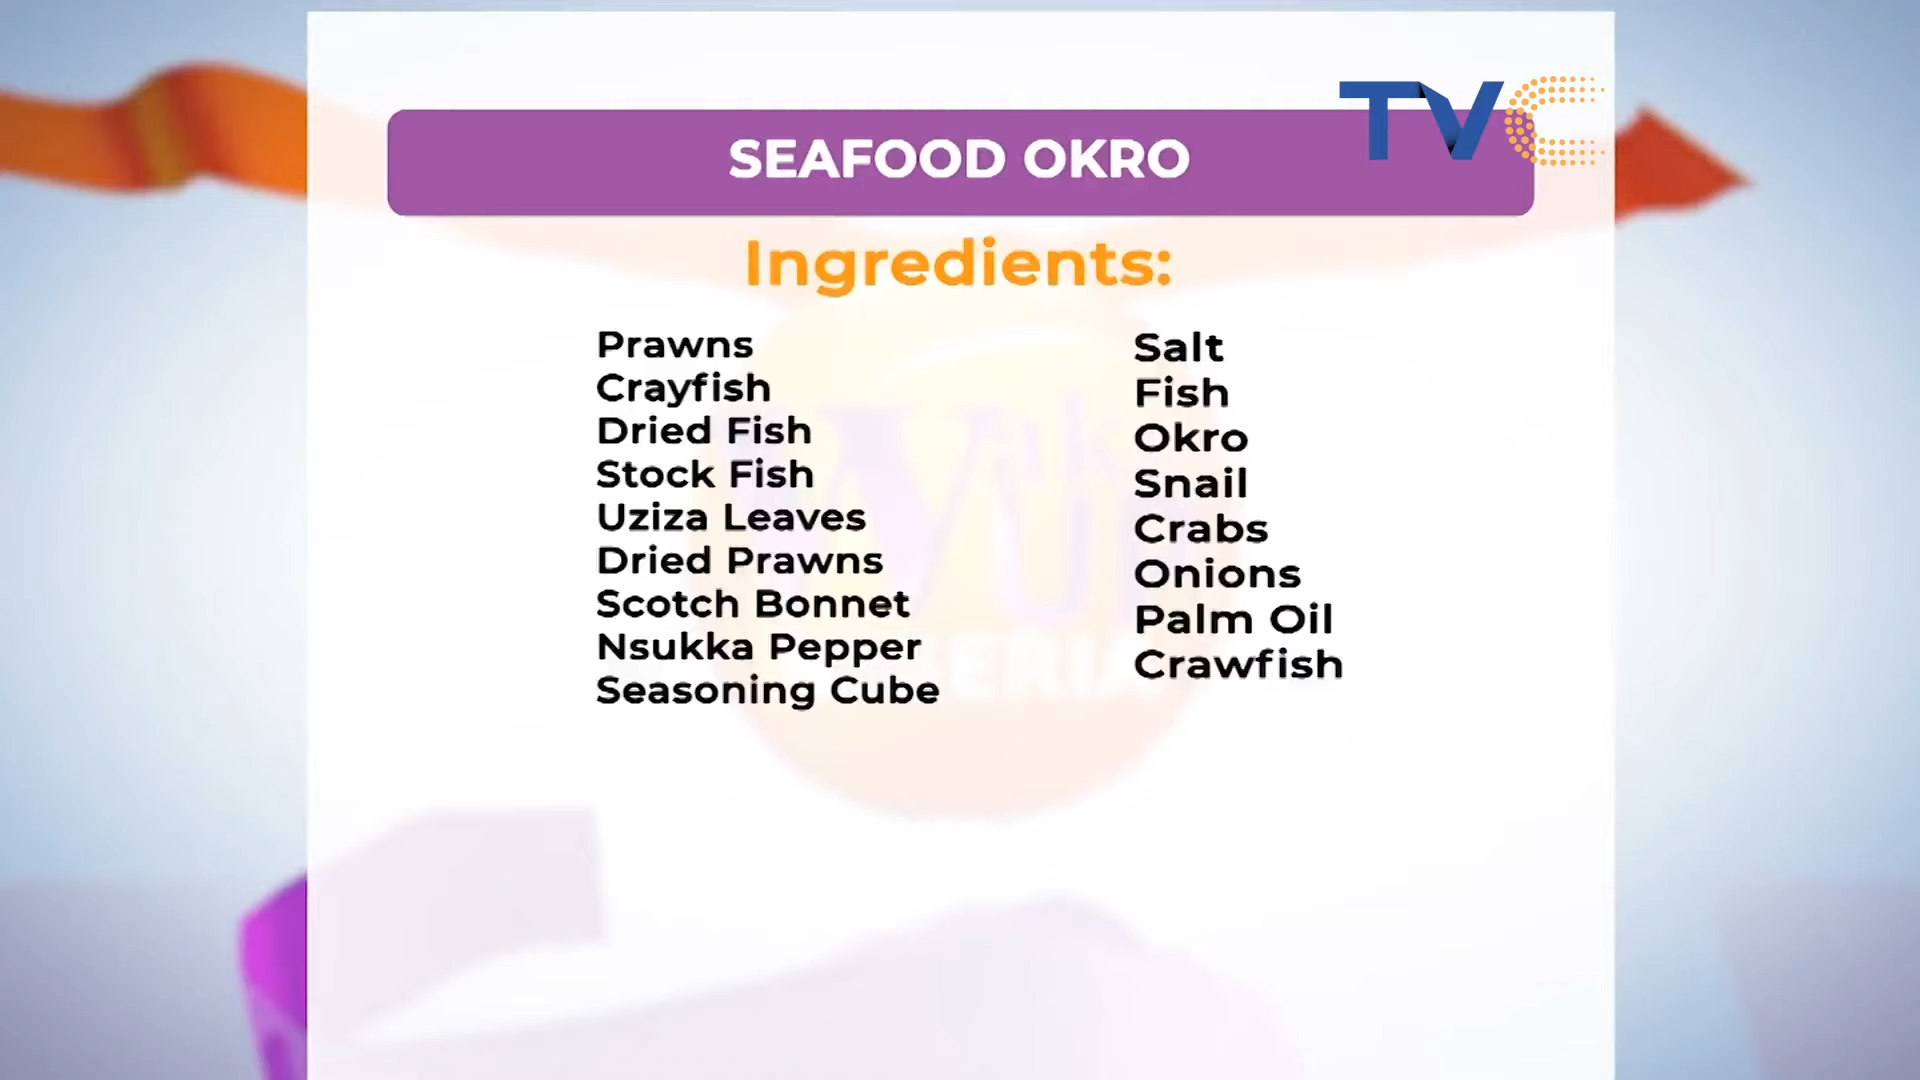 TVC
SEAFOOD OKRO
Ingredients:
Prawns
Crayfish
Dried Fish
Stock Fish
Uziza Leaves
Dried Prawns
Scotch Bonnet
Nsukka Pepper
Seasoning Cube
Salt
Fish
Okro
Snail
Crabs
Onions
Palm Oil
Crawfish